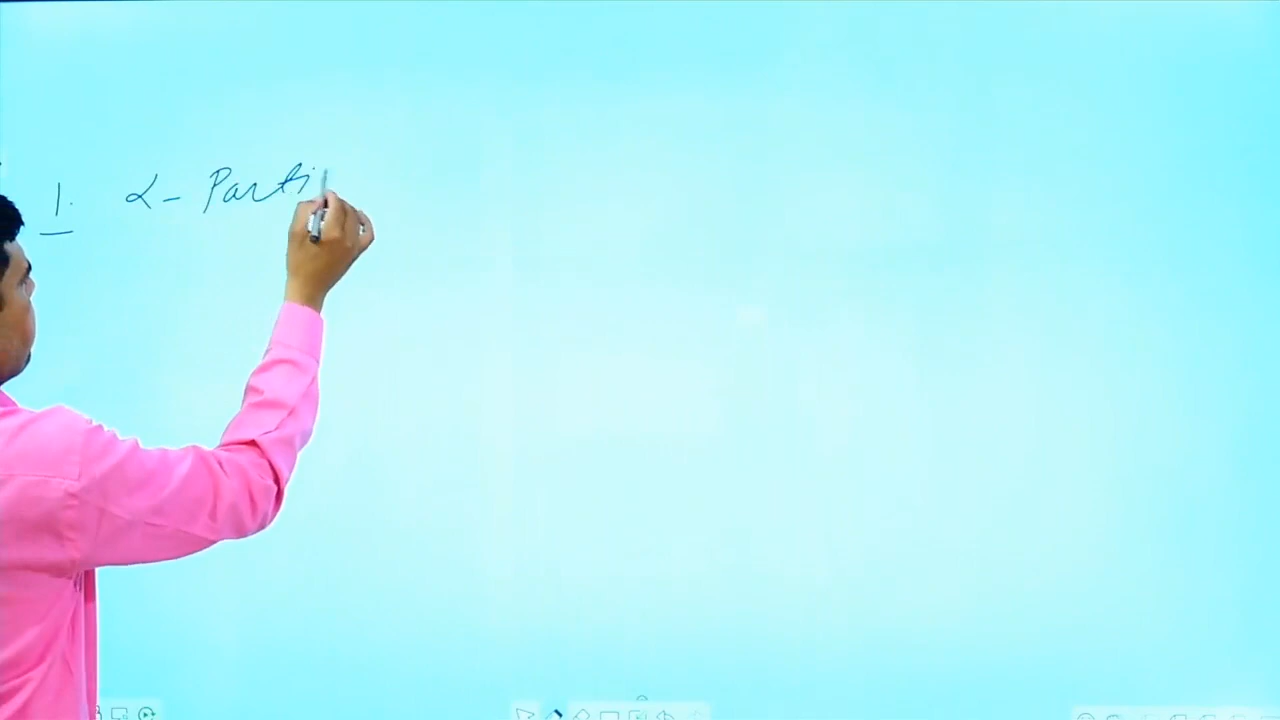 1. α - Parti